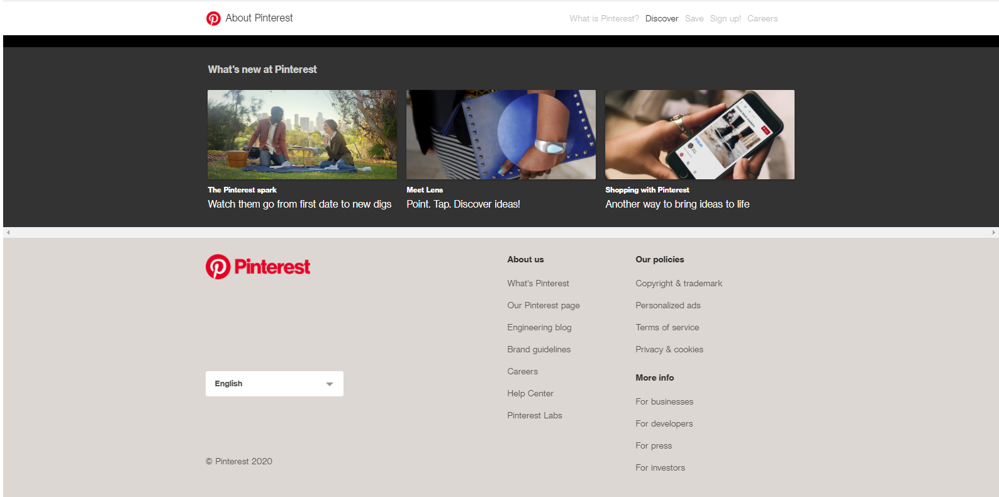 About Pinterest
What is Pinterest? Discover Save Sign up! Careers
What's new at Pinterest
The Pinterest spark
Watch them go from first date to new digs
Meet Lens
Point. Tap. Discover ideas!
Shopping with Pinterest
Another way to bring ideas to life
Pinterest
English
© Pinterest 2020
About us
What's Pinterest
Our Pinterest page
Engineering blog
Brand guidelines
Careers
Help Center
Pinterest Labs
Our policies
Copyright & trademark
Personalized ads
Terms of service
Privacy & cookies
More info
For businesses
For developers
For press
For investors